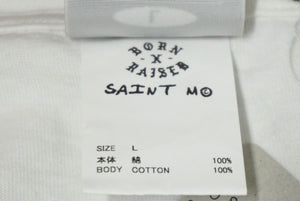 L
BORN
-X-
RAISED
SAINT M©
SIZE L
本体 綿 100%
BODY COTTON 100%